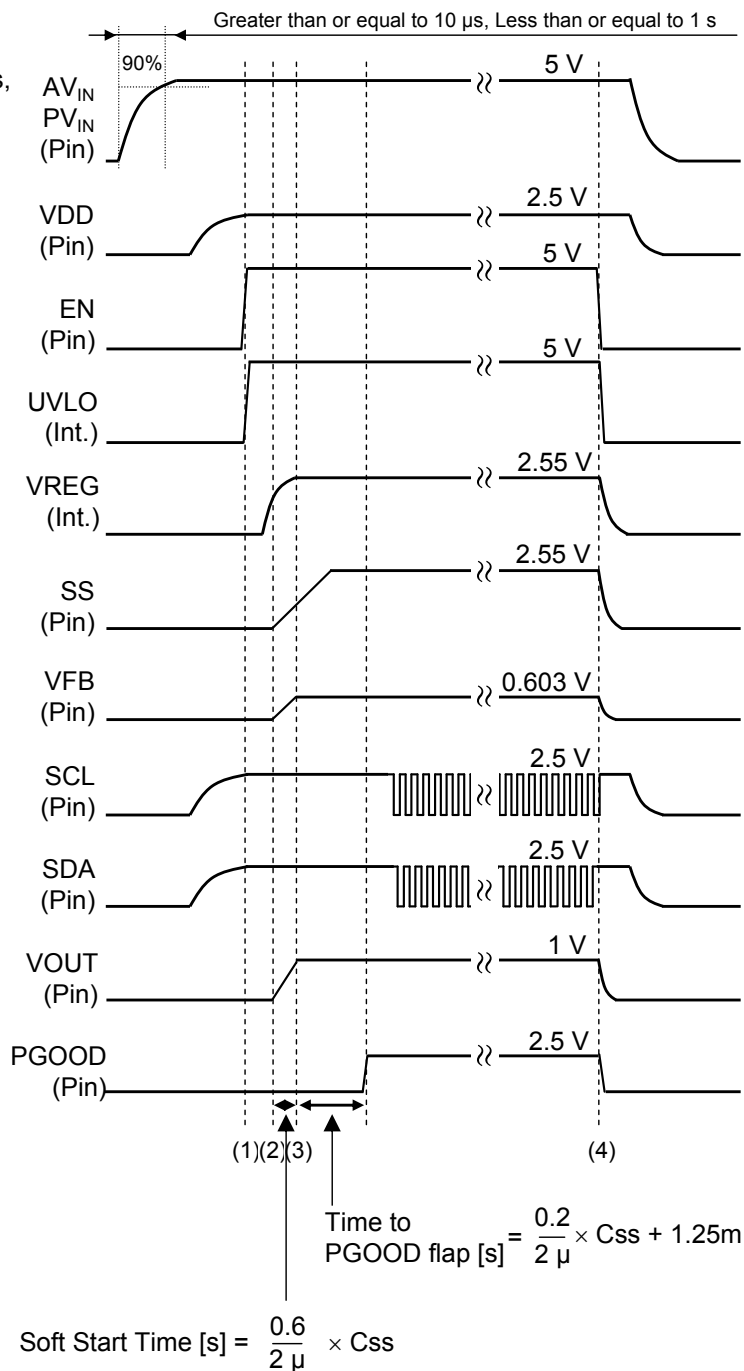 Greater than or equal to 10 µs, Less than or equal to 1 s
s,
90%
AVIN
PVIN
(Pin)
5 V
VDD
(Pin)
2.5 V
EN
(Pin)
5 V
UVLO
(Int.)
5 V
VREG
(Int.)
2.55 V
SS
(Pin)
2.55 V
VFB
(Pin)
0.603 V
SCL
(Pin)
2.5 V
SDA
(Pin)
2.5 V
VOUT
(Pin)
1 V
PGOOD
(Pin)
2.5 V
(1)(2)(3) (4)
Time to
PGOOD flap [s] = 0.2 / 2 µ × Css + 1.25m
Soft Start Time [s] = 0.6 / 2 µ × Css